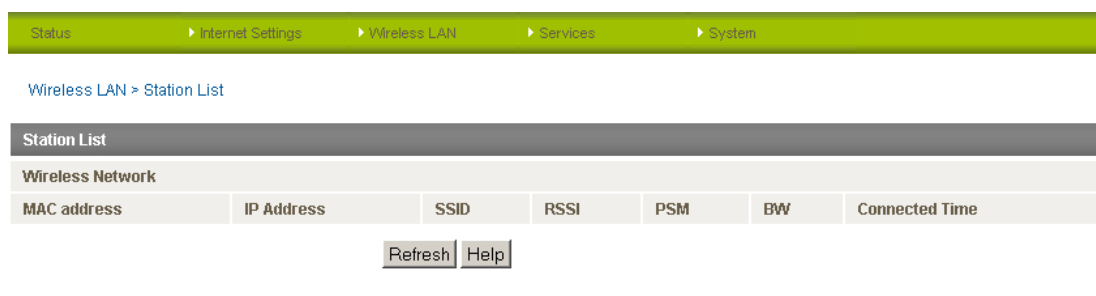 Status Internet Settings Wireless LAN Services System
Wireless LAN > Station List
Station List
Wireless Network
MAC address IP Address SSID RSSI PSM BW Connected Time
Refresh Help